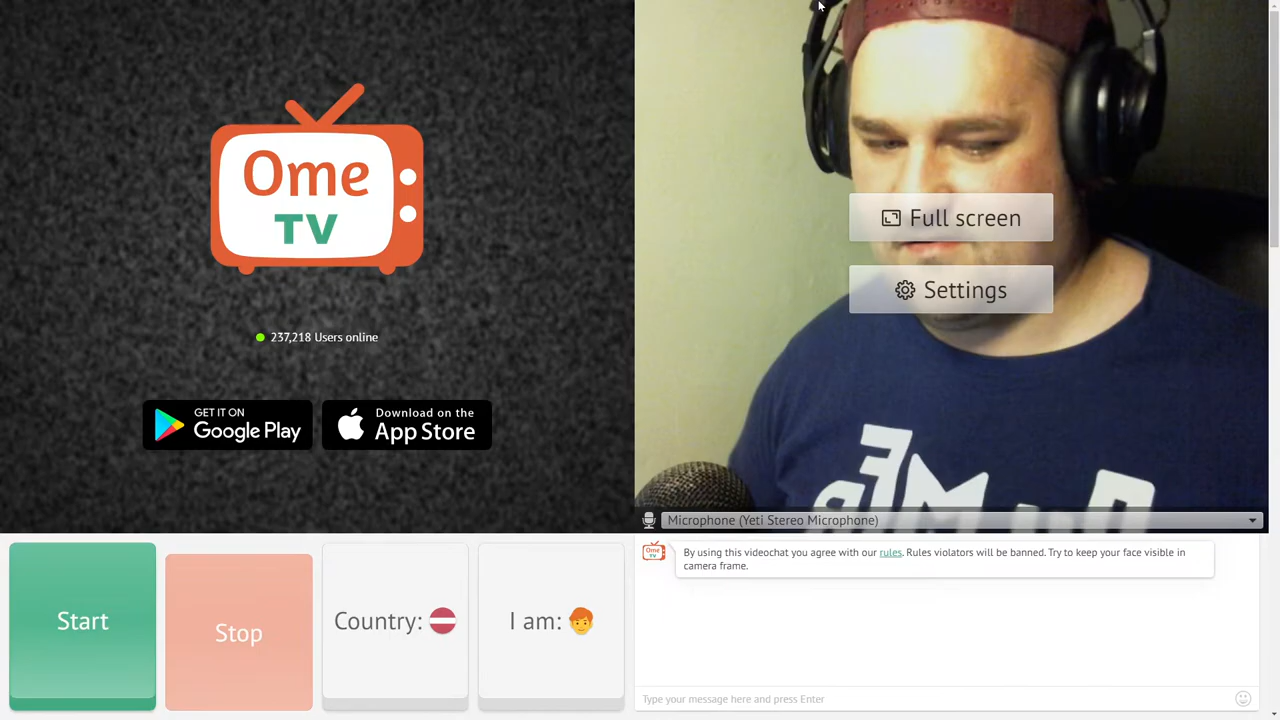 Ome
TV
237,218 Users online
GET IT ON
Google Play
Download on the
App Store
Full screen
Settings
Microphone (Yeti Stereo Microphone)
Start
Stop
Country:
I am:
Ome
TV
By using this videochat you agree with our rules. Rules violators will be banned. Try to keep your face visible in
camera frame.
Type your message here and press Enter